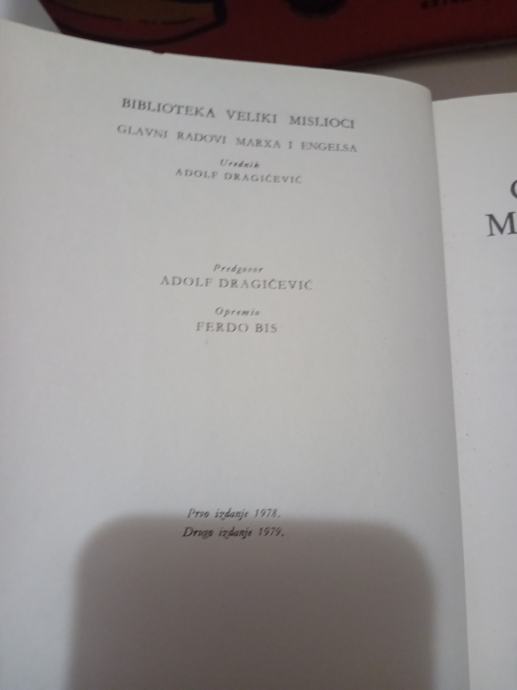 BIBLIOTEKA VELIKI MISLIOCI
GLAVNI RADOVI MARXA I ENGELSA
Urednik
ADOLF DRAGIČEVIĆ
Predgovor
ADOLF DRAGIČEVIĆ
Opremio
FERDO BIS
Prvo izdanje 1978.
Drugo izdanje 1979.